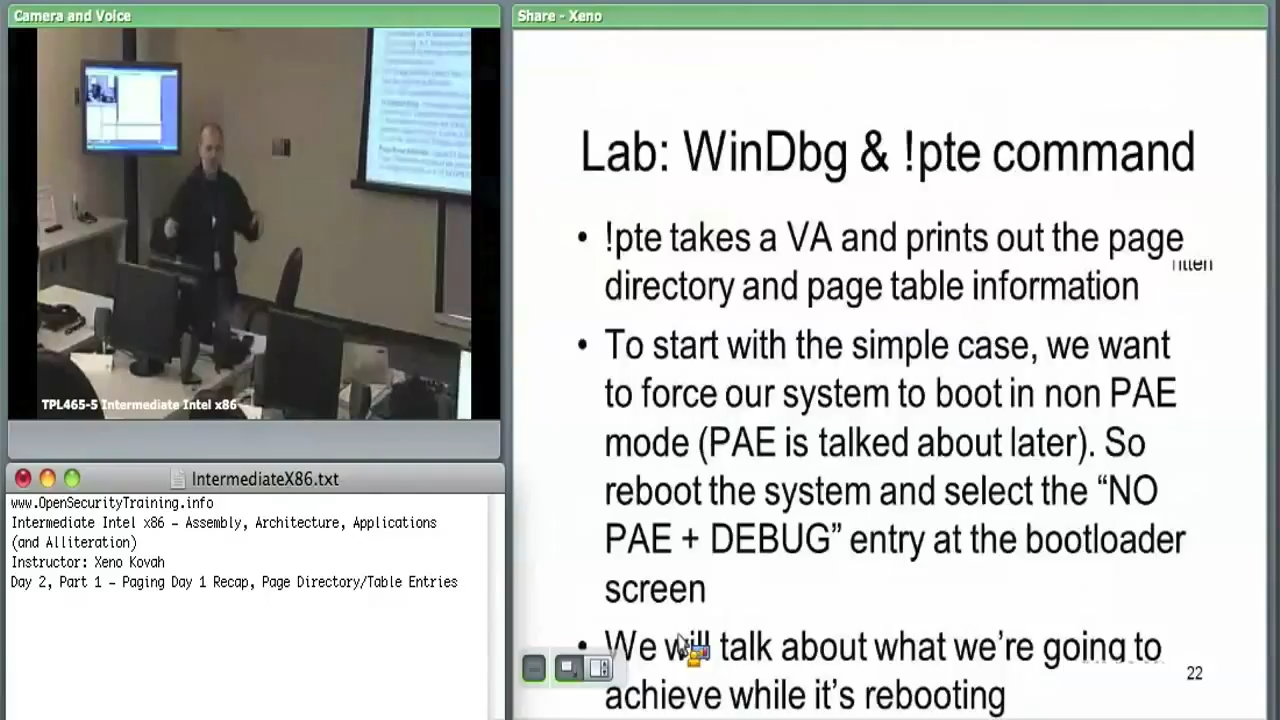 Camera and Voice
TPL465-5 Intermediate Intel x86
IntermediateX86.txt
www.OpenSecurityTraining.info
Intermediate Intel x86 – Assembly, Architecture, Applications
(and Alliteration)
Instructor: Xeno Kovah
Day 2, Part 1 – Paging Day 1 Recap, Page Directory/Table Entries
Share - Xeno
Lab: WinDbg & !pte command
• !pte takes a VA and prints out the page
directory and page table information
• To start with the simple case, we want
to force our system to boot in non PAE
mode (PAE is talked about later). So
reboot the system and select the “NO
PAE + DEBUG” entry at the bootloader
screen
• We will talk about what we’re going to
achieve while it’s rebooting
22